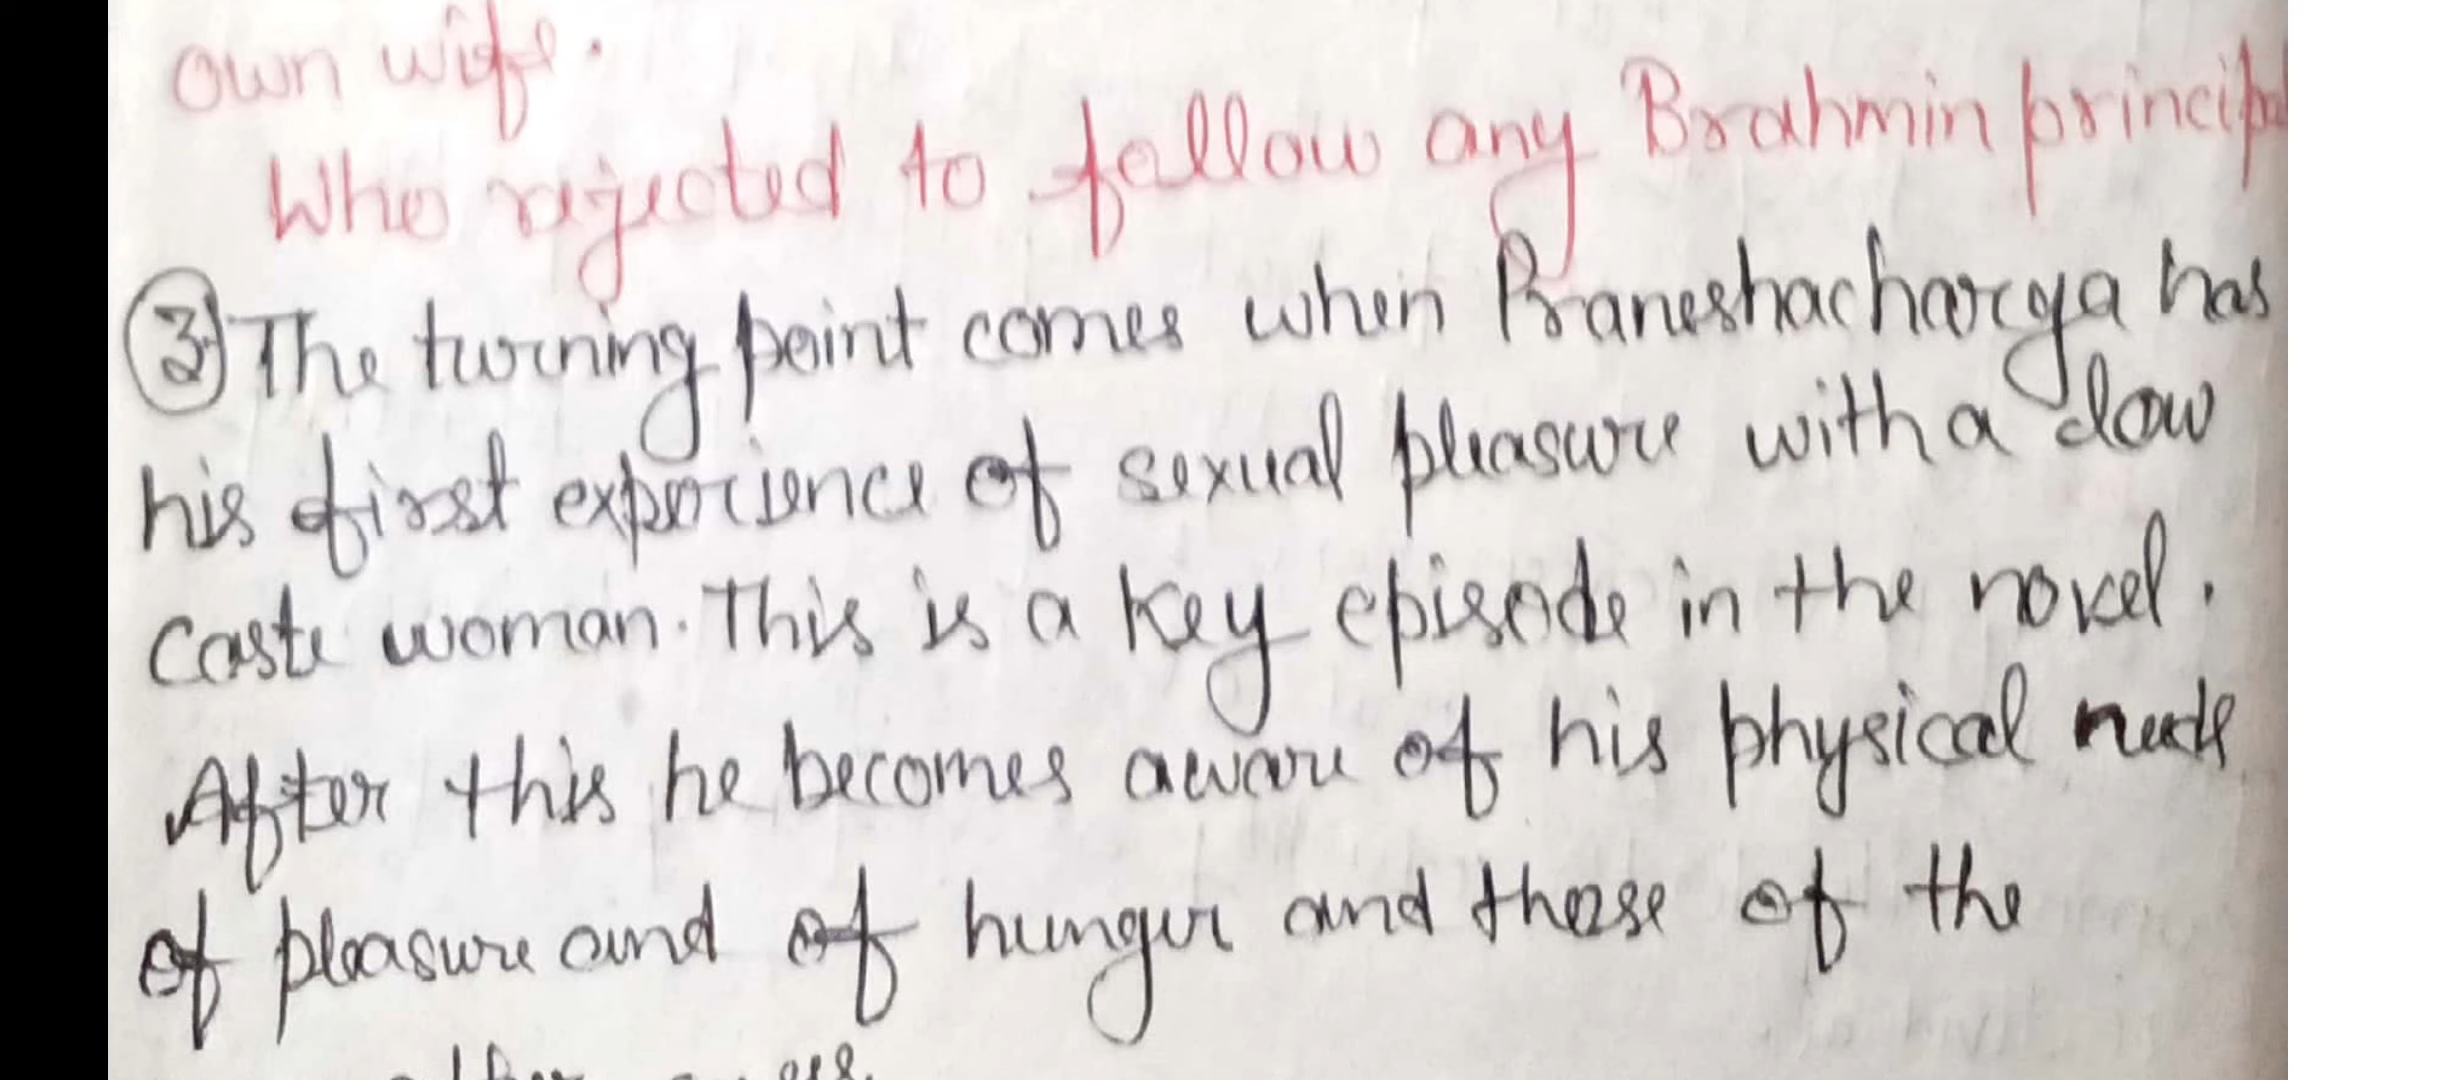 own wife.
Who rejected to follow any Brahmin
③ The turning point comes when Praneshacharya has
his first experience of sexual pleasure with a low
caste woman. This is a key episode in the novel.
After this he becomes aware of his physical needs
of pleasure and of hunger and those of the